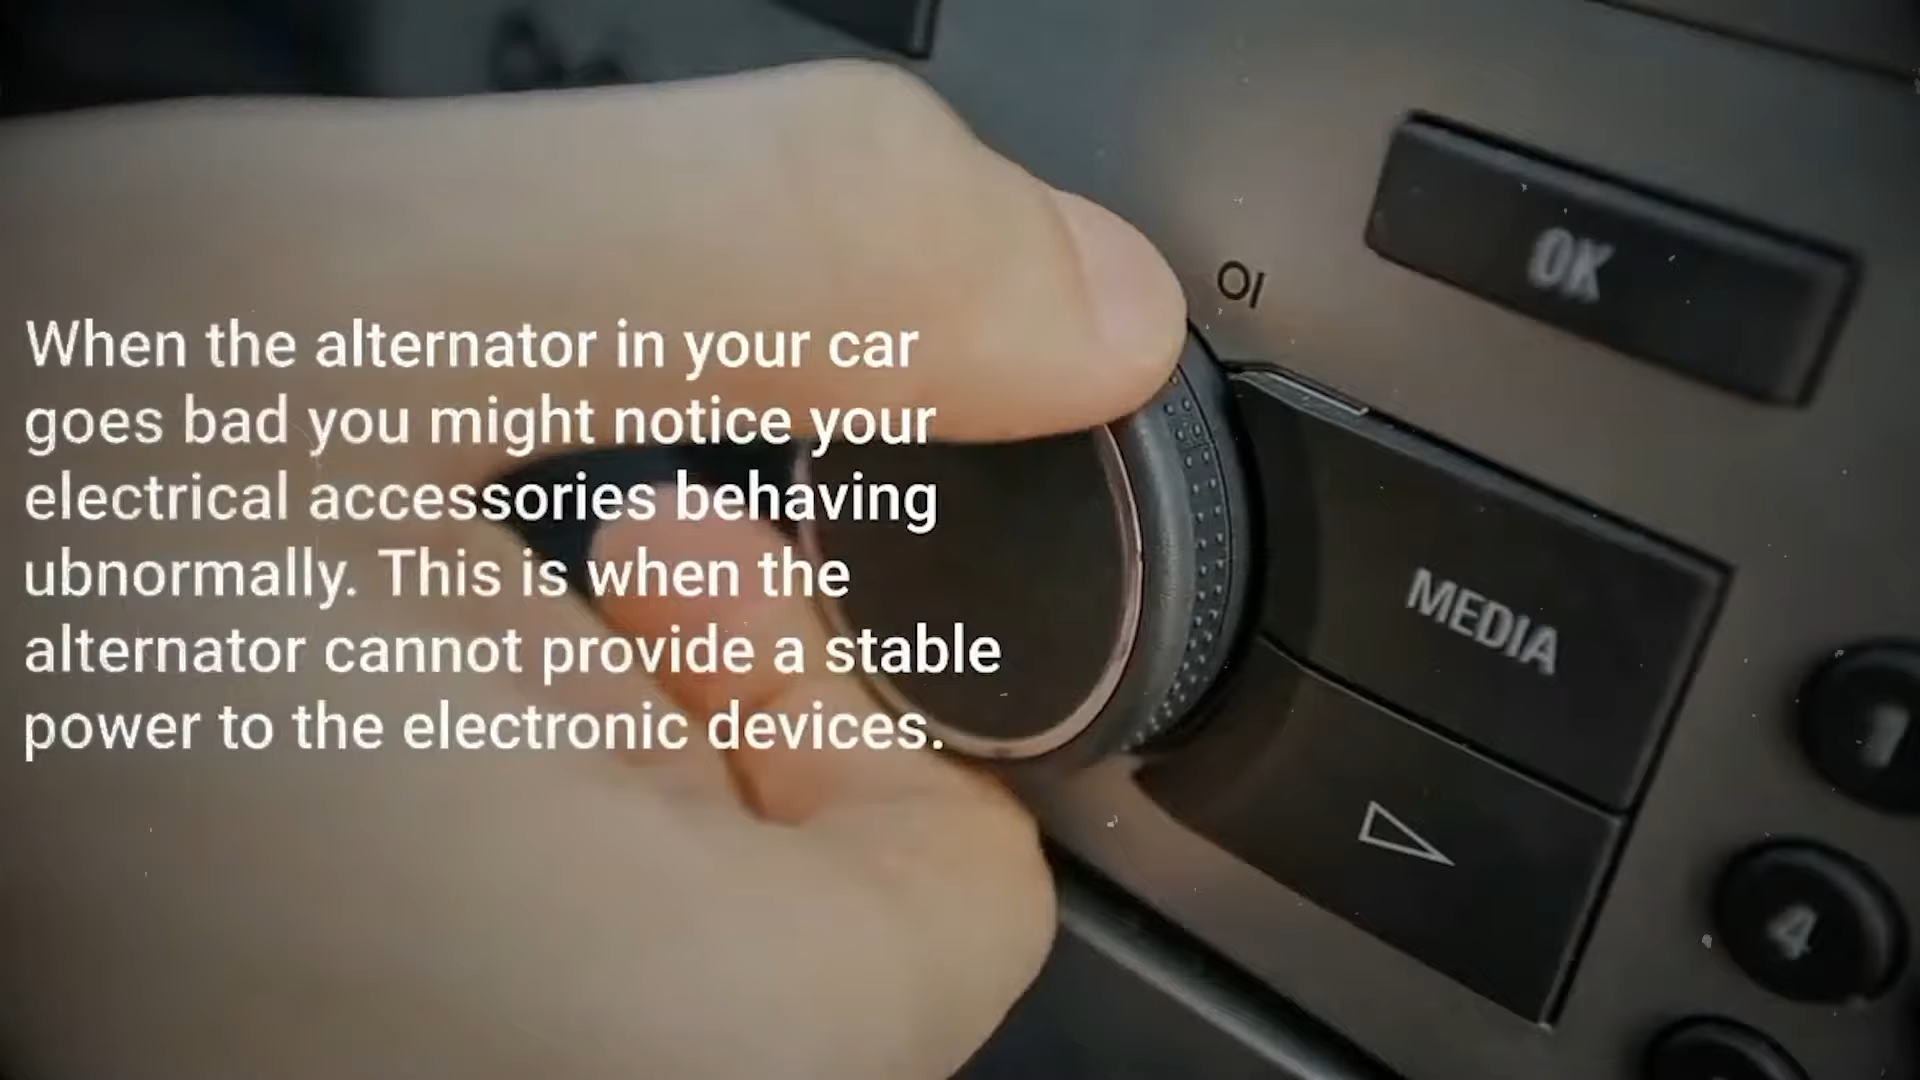 When the alternator in your car
goes bad you might notice your
electrical accessories behaving
ubnormally. This is when the
alternator cannot provide a stable
power to the electronic devices.
OK
MEDIA
1
4